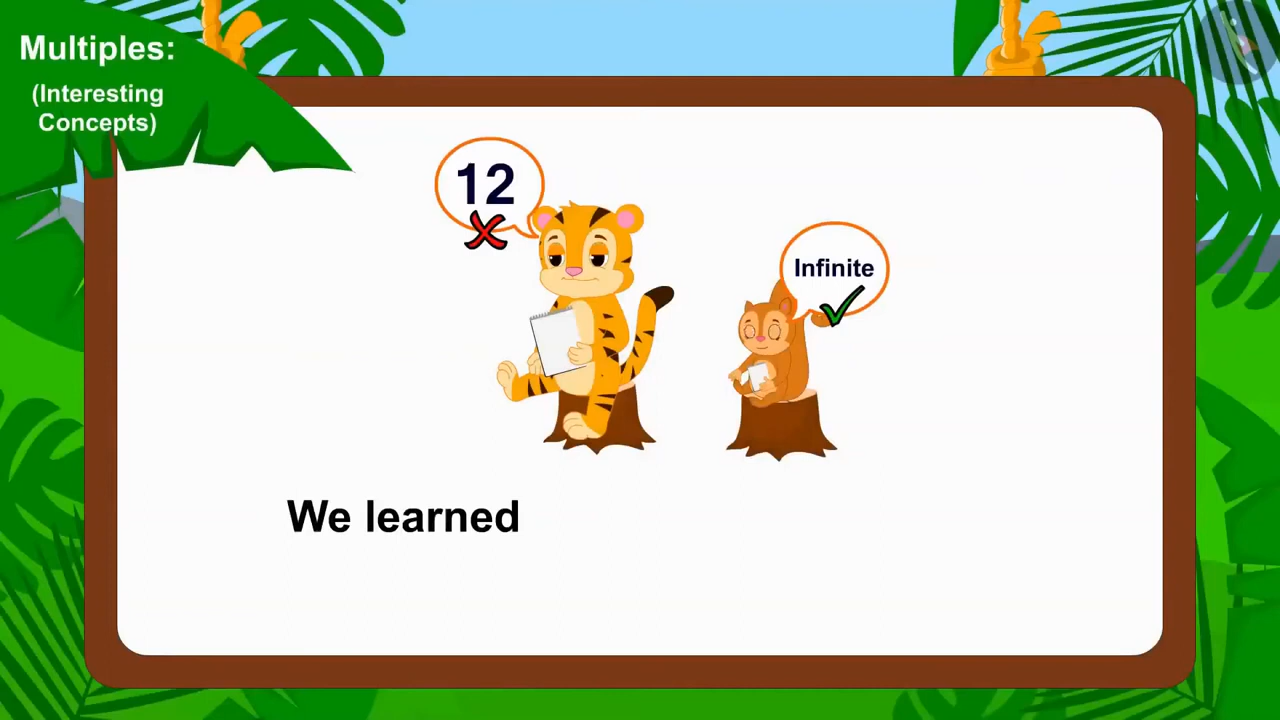 Multiples:
(Interesting
Concepts)
12
Infinite
We learned